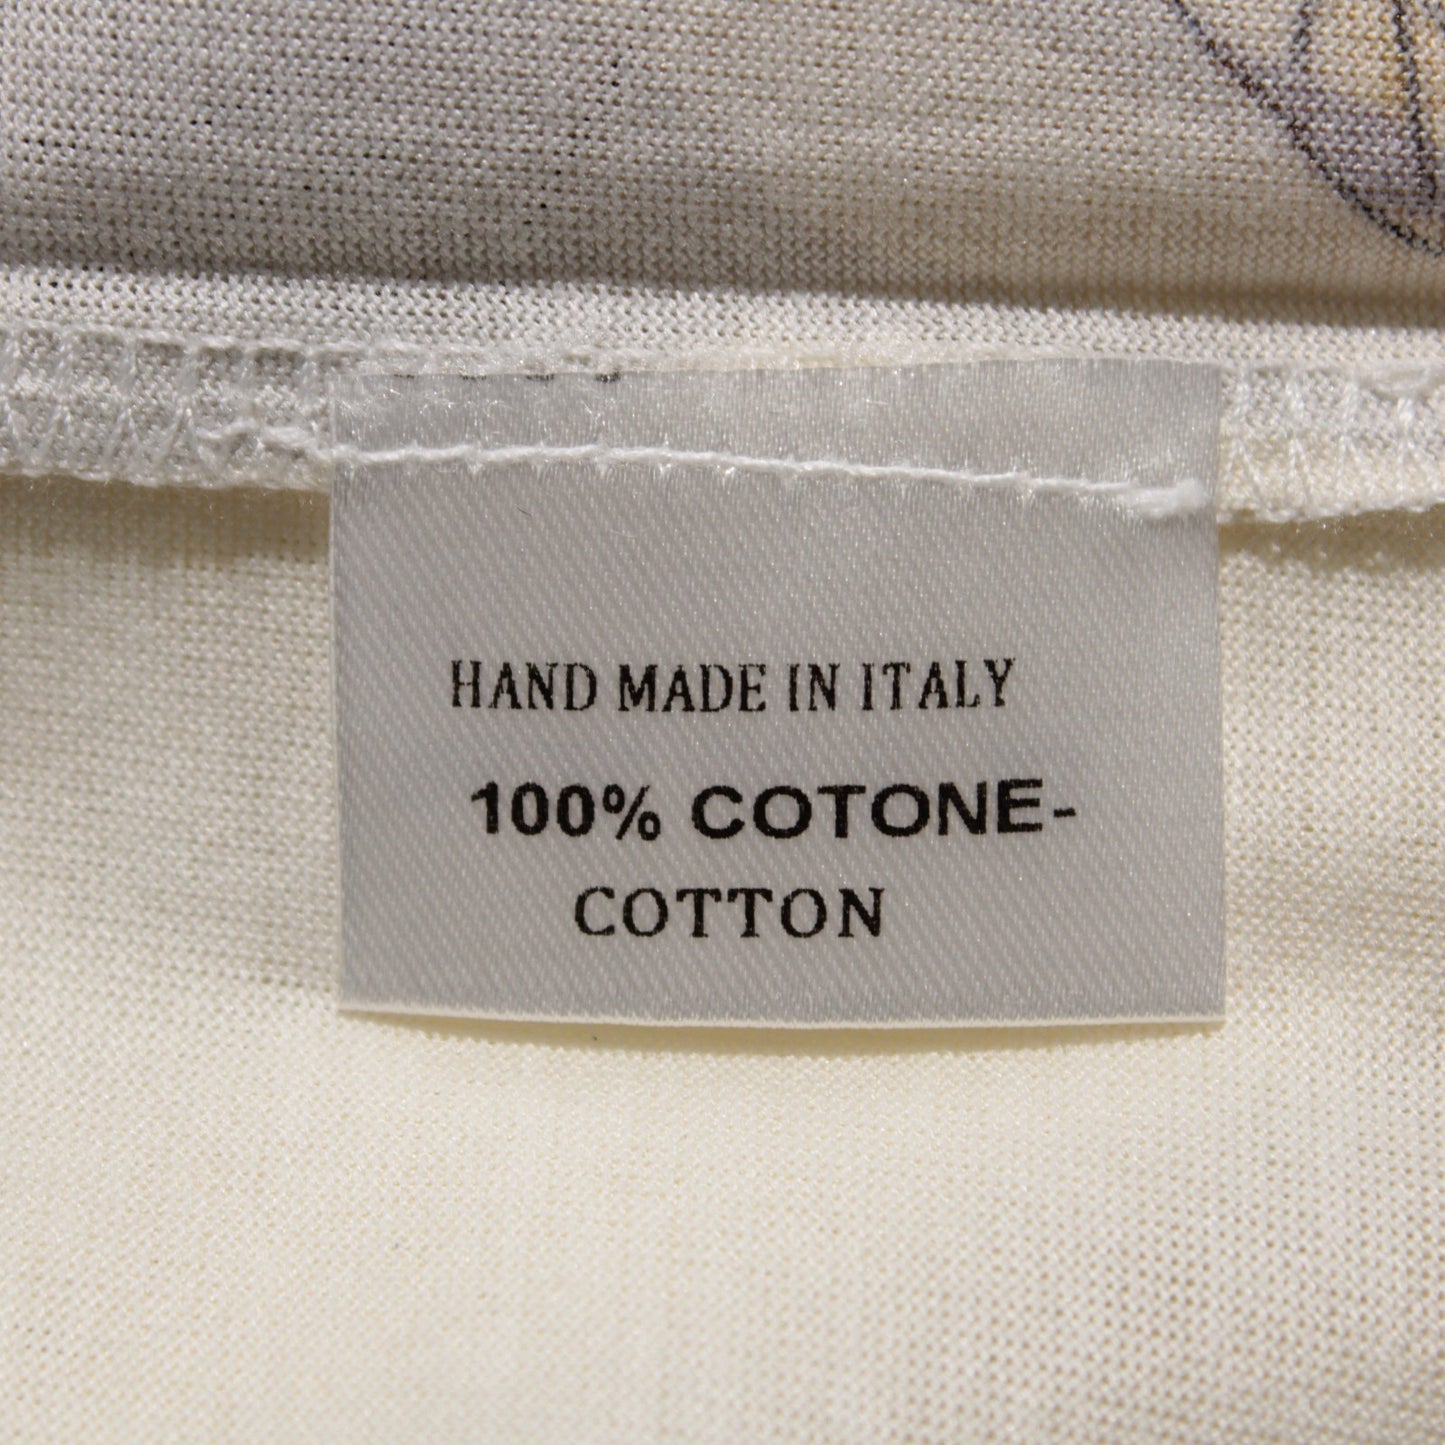 HAND MADE IN ITALY
100% COTONE-
COTTON